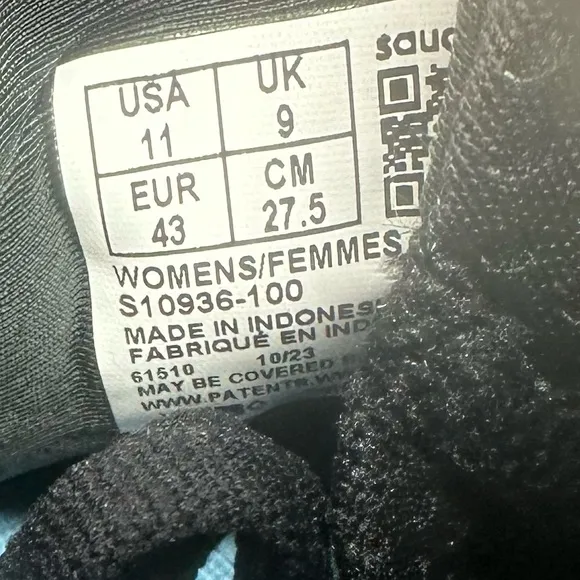 sauc
USA UK
11 9
EUR CM
43 27.5
WOMENS/FEMMES
S10936-100
MADE IN INDONES
FABRIQUÉ EN IND
61510 10/23
MAY BE COVERED
WWW.PATENTS.